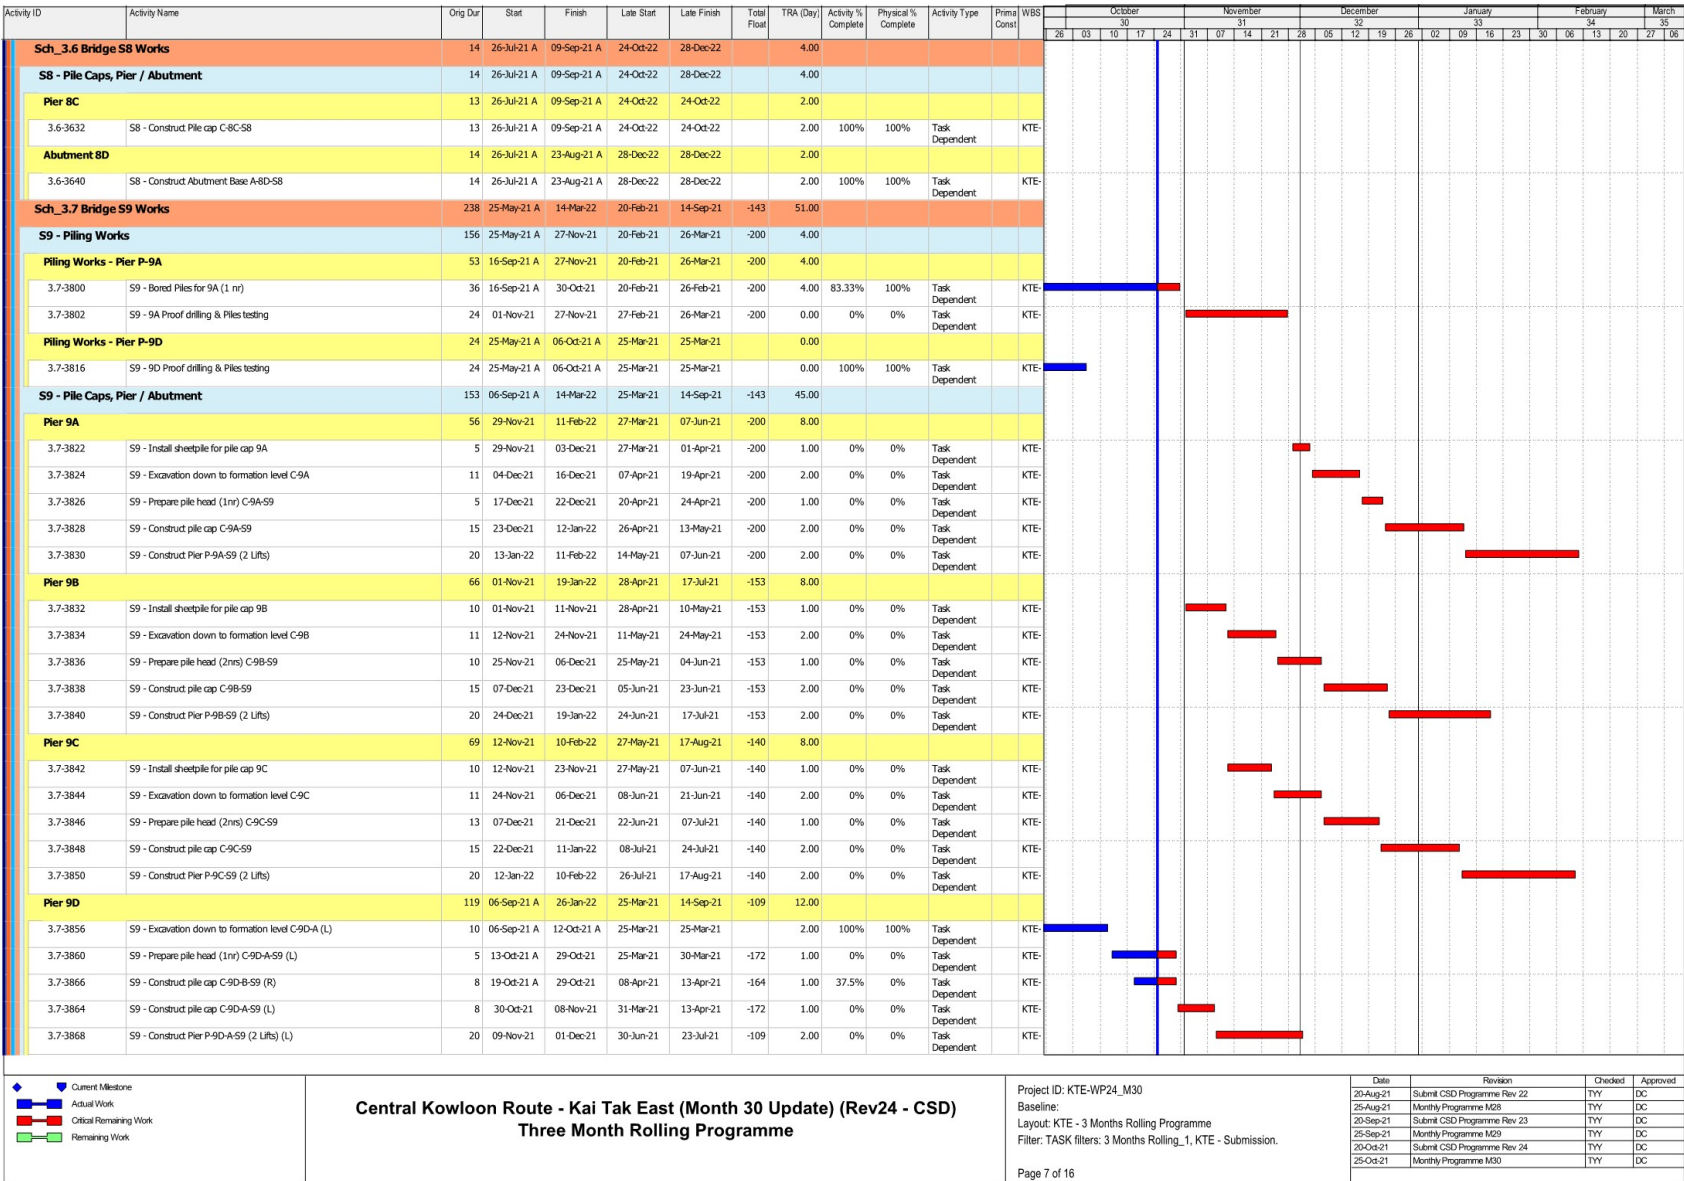 Activity ID Activity Name Orig Dur Start Finish Late Start Late Finish Total Float TRA (Day) Activity % Complete Physical % Complete Activity Type Prima Const WBS October November December January February March
30 31 32 33 34 35
26 03 10 17 24 31 07 14 21 28 05 12 19 26 02 09 16 23 30 06 13 20 27 06
Sch_3.6 Bridge S8 Works 14 26-Jul-21 A 09-Sep-21 A 24-Oct-22 28-Dec-22 4.00
S8 - Pile Caps, Pier / Abutment 14 26-Jul-21 A 09-Sep-21 A 24-Oct-22 28-Dec-22 4.00
Pier 8C 13 26-Jul-21 A 09-Sep-21 A 24-Oct-22 24-Oct-22 2.00
3.6-3632 S8 - Construct Pile cap C-8C-S8 13 26-Jul-21 A 09-Sep-21 A 24-Oct-22 24-Oct-22 2.00 100% 100% Task Dependent KTE-
Abutment 8D 14 26-Jul-21 A 23-Aug-21 A 28-Dec-22 28-Dec-22 2.00
3.6-3640 S8 - Construct Abutment Base A-8D-S8 14 26-Jul-21 A 23-Aug-21 A 28-Dec-22 28-Dec-22 2.00 100% 100% Task Dependent KTE-
Sch_3.7 Bridge S9 Works 238 25-May-21 A 14-Mar-22 20-Feb-21 14-Sep-21 -143 51.00
S9 - Piling Works 156 25-May-21 A 27-Nov-21 20-Feb-21 26-Mar-21 -200 4.00
Piling Works - Pier P-9A 53 16-Sep-21 A 27-Nov-21 20-Feb-21 26-Mar-21 -200 4.00
3.7-3800 S9 - Bored Piles for 9A (1 nr) 36 16-Sep-21 A 30-Oct-21 20-Feb-21 26-Feb-21 -200 4.00 83.33% 100% Task Dependent KTE-
3.7-3802 S9 - 9A Proof drilling & Piles testing 24 01-Nov-21 27-Nov-21 27-Feb-21 26-Mar-21 -200 0.00 0% 0% Task Dependent KTE-
Piling Works - Pier P-9D 24 25-May-21 A 06-Oct-21 A 25-Mar-21 25-Mar-21 0.00
3.7-3816 S9 - 9D Proof drilling & Piles testing 24 25-May-21 A 06-Oct-21 A 25-Mar-21 25-Mar-21 0.00 100% 100% Task Dependent KTE-
S9 - Pile Caps, Pier / Abutment 153 06-Sep-21 A 14-Mar-22 25-Mar-21 14-Sep-21 -143 45.00
Pier 9A 56 29-Nov-21 11-Feb-22 27-Mar-21 07-Jun-21 -200 8.00
3.7-3822 S9 - Install sheetpile for pile cap 9A 5 29-Nov-21 03-Dec-21 27-Mar-21 01-Apr-21 -200 1.00 0% 0% Task Dependent KTE-
3.7-3824 S9 - Excavation down to formation level C-9A 11 04-Dec-21 16-Dec-21 07-Apr-21 19-Apr-21 -200 2.00 0% 0% Task Dependent KTE-
3.7-3826 S9 - Prepare pile head (1nr) C-9A-S9 5 17-Dec-21 22-Dec-21 20-Apr-21 24-Apr-21 -200 1.00 0% 0% Task Dependent KTE-
3.7-3828 S9 - Construct pile cap C-9A-S9 15 23-Dec-21 12-Jan-22 26-Apr-21 13-May-21 -200 2.00 0% 0% Task Dependent KTE-
3.7-3830 S9 - Construct Pier P-9A-S9 (2 Lifts) 20 13-Jan-22 11-Feb-22 14-May-21 07-Jun-21 -200 2.00 0% 0% Task Dependent KTE-
Pier 9B 66 01-Nov-21 19-Jan-22 28-Apr-21 17-Jul-21 -153 8.00
3.7-3832 S9 - Install sheetpile for pile cap 9B 10 01-Nov-21 11-Nov-21 28-Apr-21 10-May-21 -153 1.00 0% 0% Task Dependent KTE-
3.7-3834 S9 - Excavation down to formation level C-9B 11 12-Nov-21 24-Nov-21 11-May-21 24-May-21 -153 2.00 0% 0% Task Dependent KTE-
3.7-3836 S9 - Prepare pile head (2nrs) C-9B-S9 10 25-Nov-21 06-Dec-21 25-May-21 04-Jun-21 -153 1.00 0% 0% Task Dependent KTE-
3.7-3838 S9 - Construct pile cap C-9B-S9 15 07-Dec-21 23-Dec-21 05-Jun-21 23-Jun-21 -153 2.00 0% 0% Task Dependent KTE-
3.7-3840 S9 - Construct Pier P-9B-S9 (2 Lifts) 20 24-Dec-21 19-Jan-22 24-Jun-21 17-Jul-21 -153 2.00 0% 0% Task Dependent KTE-
Pier 9C 69 12-Nov-21 10-Feb-22 27-May-21 17-Aug-21 -140 8.00
3.7-3842 S9 - Install sheetpile for pile cap 9C 10 12-Nov-21 23-Nov-21 27-May-21 07-Jun-21 -140 1.00 0% 0% Task Dependent KTE-
3.7-3844 S9 - Excavation down to formation level C-9C 11 24-Nov-21 06-Dec-21 08-Jun-21 21-Jun-21 -140 2.00 0% 0% Task Dependent KTE-
3.7-3846 S9 - Prepare pile head (2nrs) C-9C-S9 13 07-Dec-21 21-Dec-21 22-Jun-21 07-Jul-21 -140 1.00 0% 0% Task Dependent KTE-
3.7-3848 S9 - Construct pile cap C-9C-S9 15 22-Dec-21 11-Jan-22 08-Jul-21 24-Jul-21 -140 2.00 0% 0% Task Dependent KTE-
3.7-3850 S9 - Construct Pier P-9C-S9 (2 Lifts) 20 12-Jan-22 10-Feb-22 26-Jul-21 17-Aug-21 -140 2.00 0% 0% Task Dependent KTE-
Pier 9D 119 06-Sep-21 A 26-Jan-22 25-Mar-21 14-Sep-21 -109 12.00
3.7-3856 S9 - Excavation down to formation level C-9D-A (L) 10 06-Sep-21 A 12-Oct-21 A 25-Mar-21 25-Mar-21 2.00 100% 100% Task Dependent KTE-
3.7-3860 S9 - Prepare pile head (1nr) C-9D-A-S9 (L) 5 13-Oct-21 A 29-Oct-21 25-Mar-21 30-Mar-21 -172 1.00 0% 0% Task Dependent KTE-
3.7-3866 S9 - Construct pile cap C-9D-B-S9 (R) 8 19-Oct-21 A 29-Oct-21 08-Apr-21 13-Apr-21 -164 1.00 37.5% 0% Task Dependent KTE-
3.7-3864 S9 - Construct pile cap C-9D-A-S9 (L) 8 30-Oct-21 08-Nov-21 31-Mar-21 13-Apr-21 -172 1.00 0% 0% Task Dependent KTE-
3.7-3868 S9 - Construct Pier P-9D-A-S9 (2 Lifts) (L) 20 09-Nov-21 01-Dec-21 30-Jun-21 23-Jul-21 -109 2.00 0% 0% Task Dependent KTE-
Current Milestone
Actual Work
Critical Remaining Work
Remaining Work
Central Kowloon Route - Kai Tak East (Month 30 Update) (Rev24 - CSD)
Three Month Rolling Programme
Project ID: KTE-WP24_M30
Baseline:
Layout: KTE - 3 Months Rolling Programme
Filter: TASK filters: 3 Months Rolling_1, KTE - Submission.
Page 7 of 16
Date Revision Checked Approved
20-Aug-21 Submit CSD Programme Rev 22 TYY DC
25-Aug-21 Monthly Programme M28 TYY DC
20-Sep-21 Submit CSD Programme Rev 23 TYY DC
25-Sep-21 Monthly Programme M29 TYY DC
20-Oct-21 Submit CSD Programme Rev 24 TYY DC
25-Oct-21 Monthly Programme M30 TYY DC